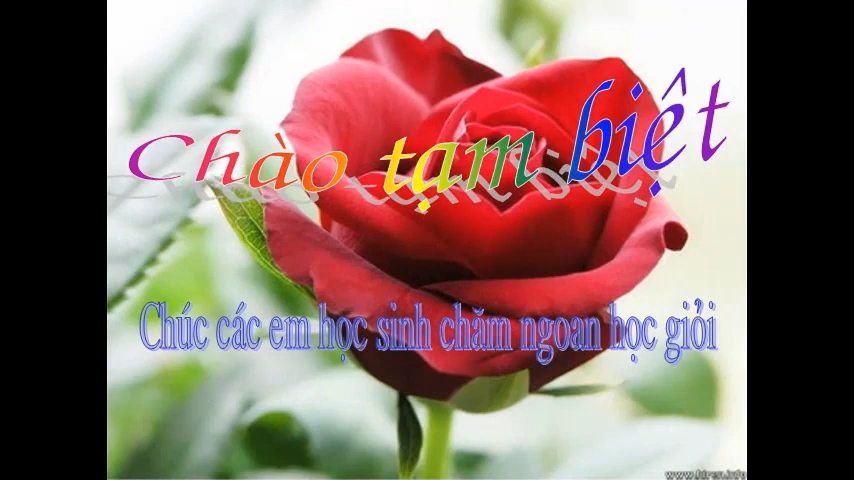 Chào tạm biệt
Chúc các em học sinh chăm ngoan học giỏi